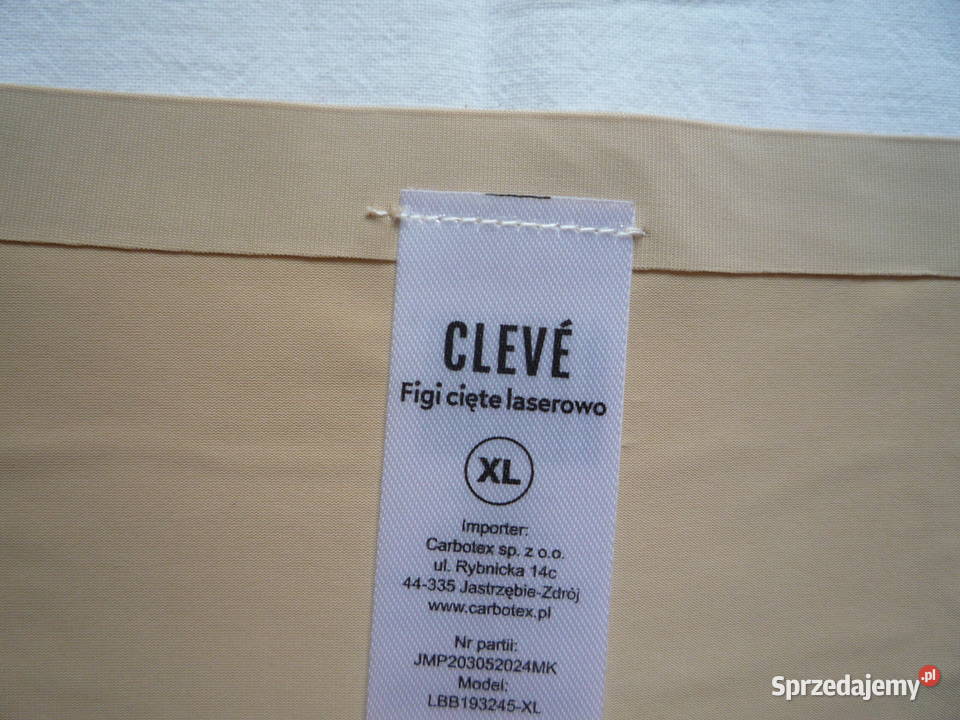 CLEVÉ
Figi cięte laserowo
XL
Importer:
Carbotex sp. z o.o.
ul. Rybnicka 14c
44-335 Jastrzębie-Zdrój
www.carbotex.pl
Nr partii:
JMP203052024MK
Model:
LBB193245-XL
Sprzedajemy.pl